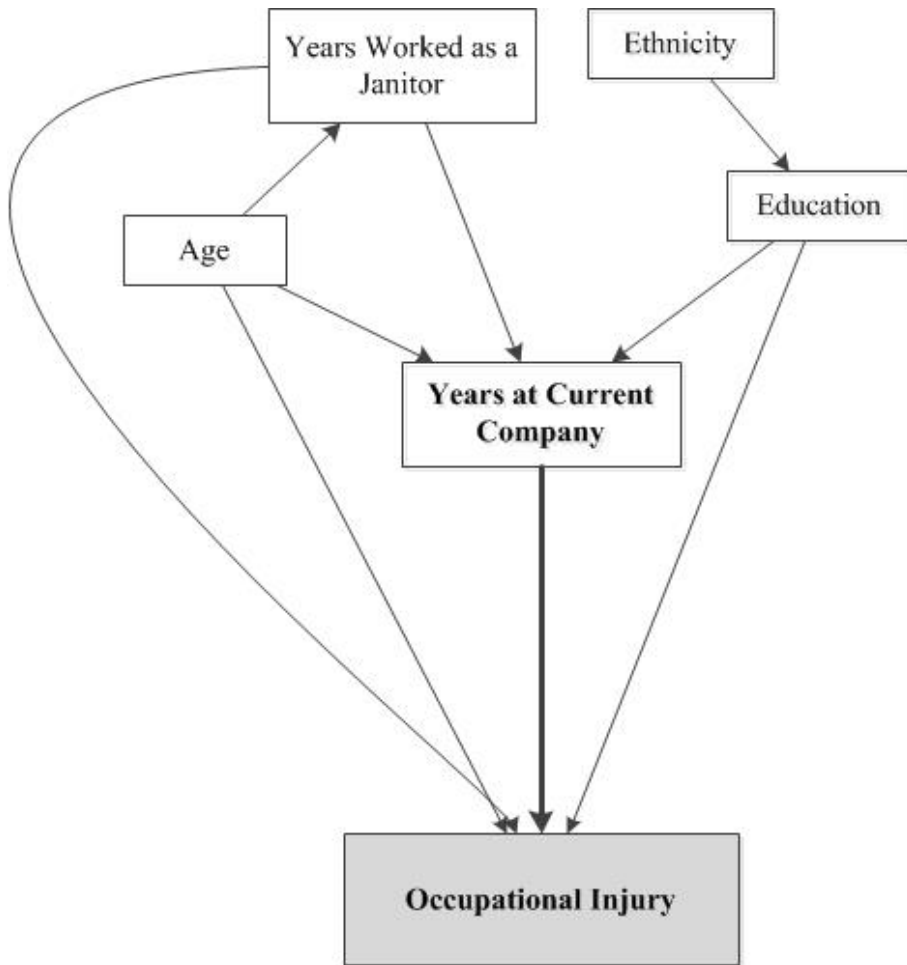 Years Worked as a
Janitor
Ethnicity
Education
Age
Years at Current
Company
Occupational Injury